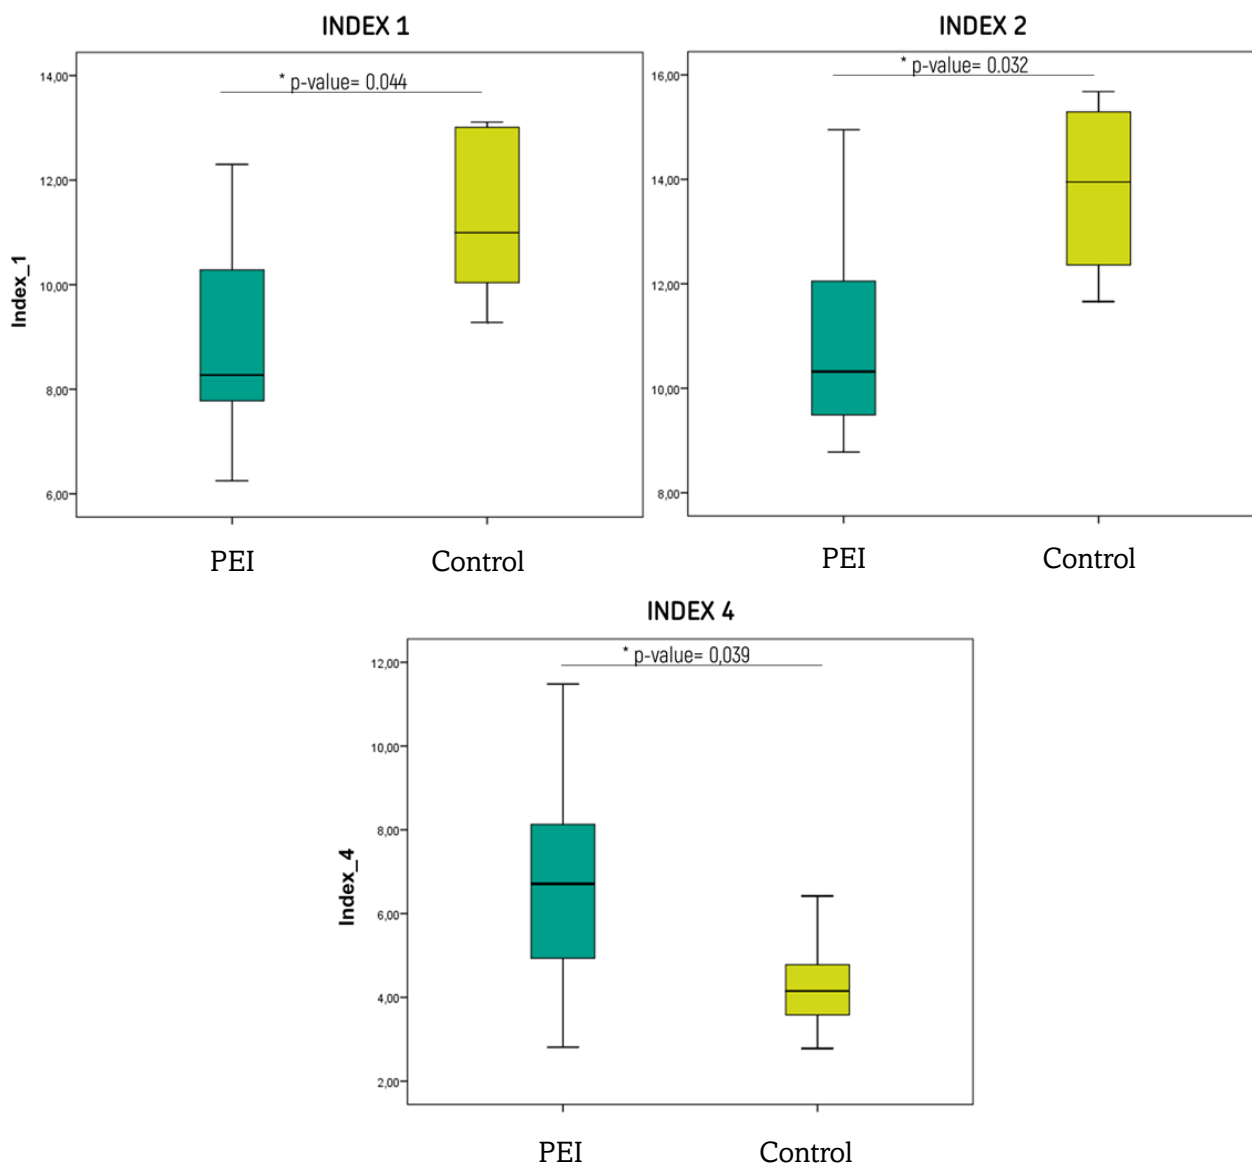 INDEX 1
* p-value= 0.044
14,00
12,00
10,00
8,00
6,00
Index_1
PEI
Control
INDEX 2
* p-value= 0.032
16,00
14,00
12,00
10,00
8,00
PEI
Control
INDEX 4
* p-value= 0,039
12,00
10,00
8,00
6,00
4,00
2,00
Index_4
PEI
Control